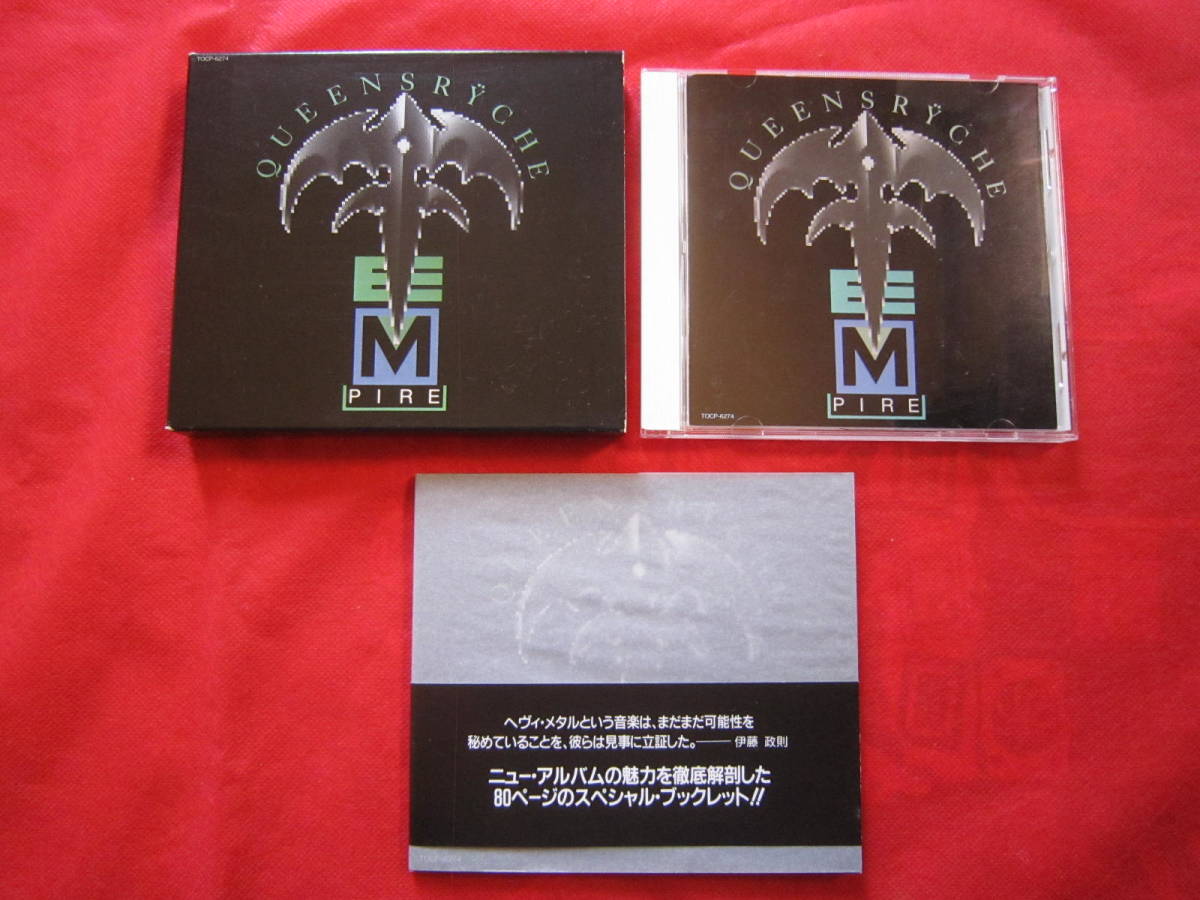 TOCP-6274
QUEENSRŸCHE
EM
PIRE
QUEENSRŸCHE
EM
PIRE
TOCP-6274
ヘヴィ・メタルという音楽は、まだまだ可能性を
秘めていることを、彼らは見事に立証した。—— 伊藤 政則
ニュー・アルバムの魅力を徹底解剖した
80ページのスペシャル・ブックレット!!
TOCP-6274